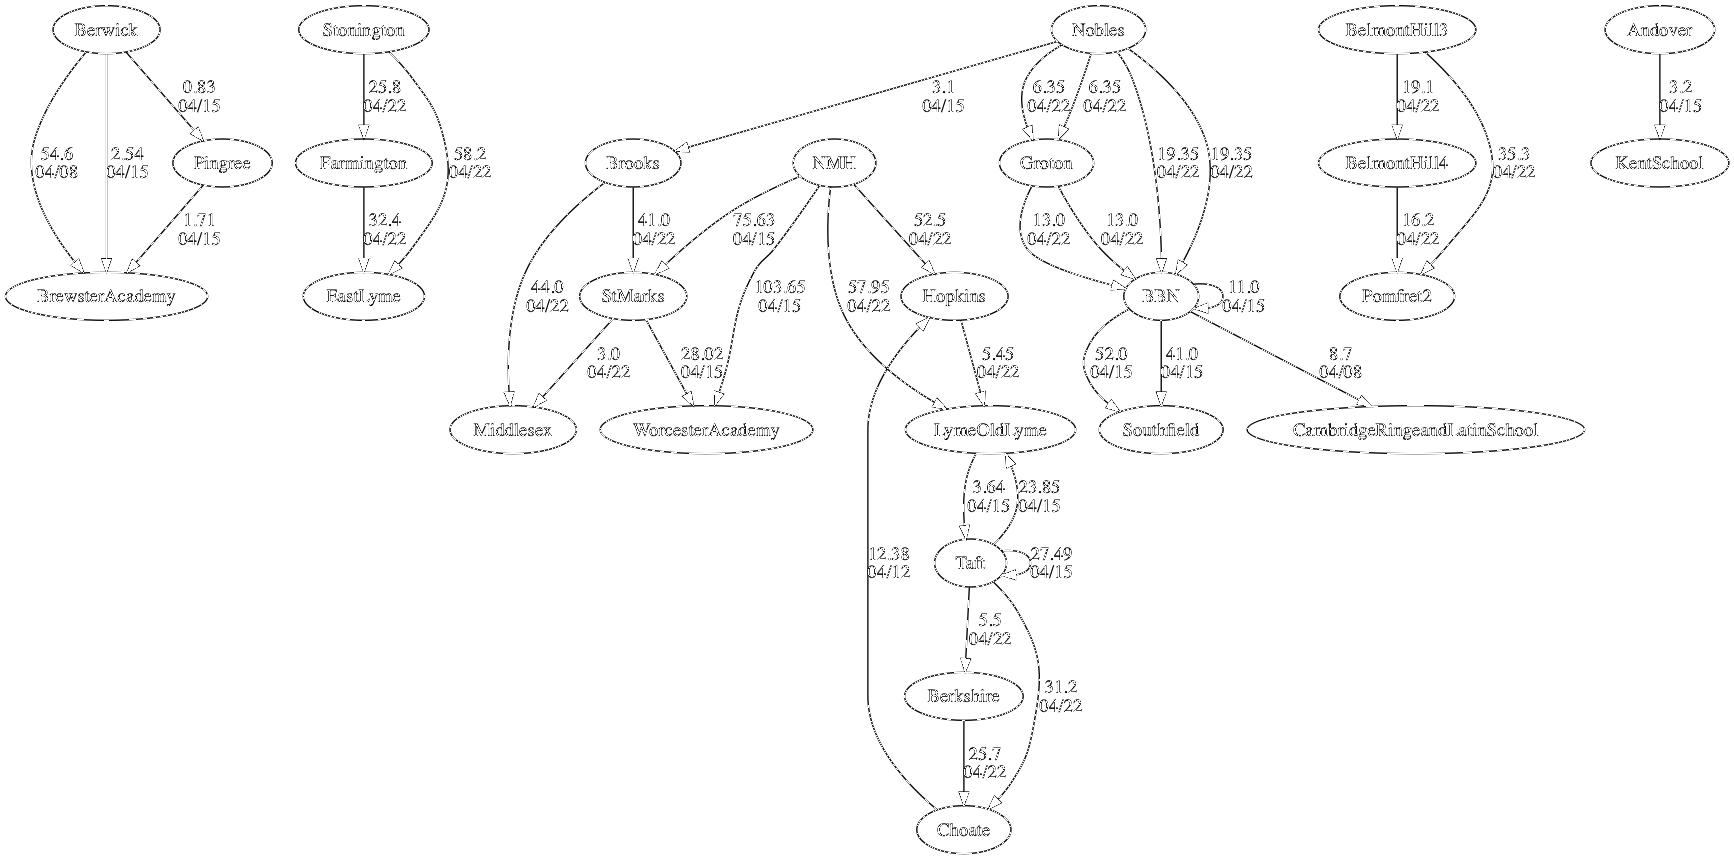 Berwick
Stonington
Nobles
BelmontHill3
Andover
0.83
04/15
25.8
04/22
3.1
04/15
6.35
04/22
6.35
04/22
19.1
04/22
3.2
04/15
54.6
04/08
2.54
04/15
Pingree
Farmington
58.2
04/22
Brooks
NMH
Groton
19.35
04/22
19.35
04/22
BelmontHill4
35.3
04/22
KentSchool
1.71
04/15
32.4
04/22
41.0
04/22
75.63
04/15
52.5
04/22
13.0
04/22
13.0
04/22
16.2
04/22
BrewsterAcademy
EastLyme
44.0
04/22
StMarks
103.65
04/15
57.95
04/22
Hopkins
BBN
11.0
04/15
Pomfret2
3.0
04/22
28.02
04/15
5.45
04/22
52.0
04/15
41.0
04/15
8.7
04/08
Middlesex
WorcesterAcademy
LymeOldLyme
Southfield
CambridgeRingeandLatinSchool
3.64
04/15
23.85
04/15
12.38
04/12
Taft
27.49
04/15
5.5
04/22
Berkshire
31.2
04/22
25.7
04/22
Choate